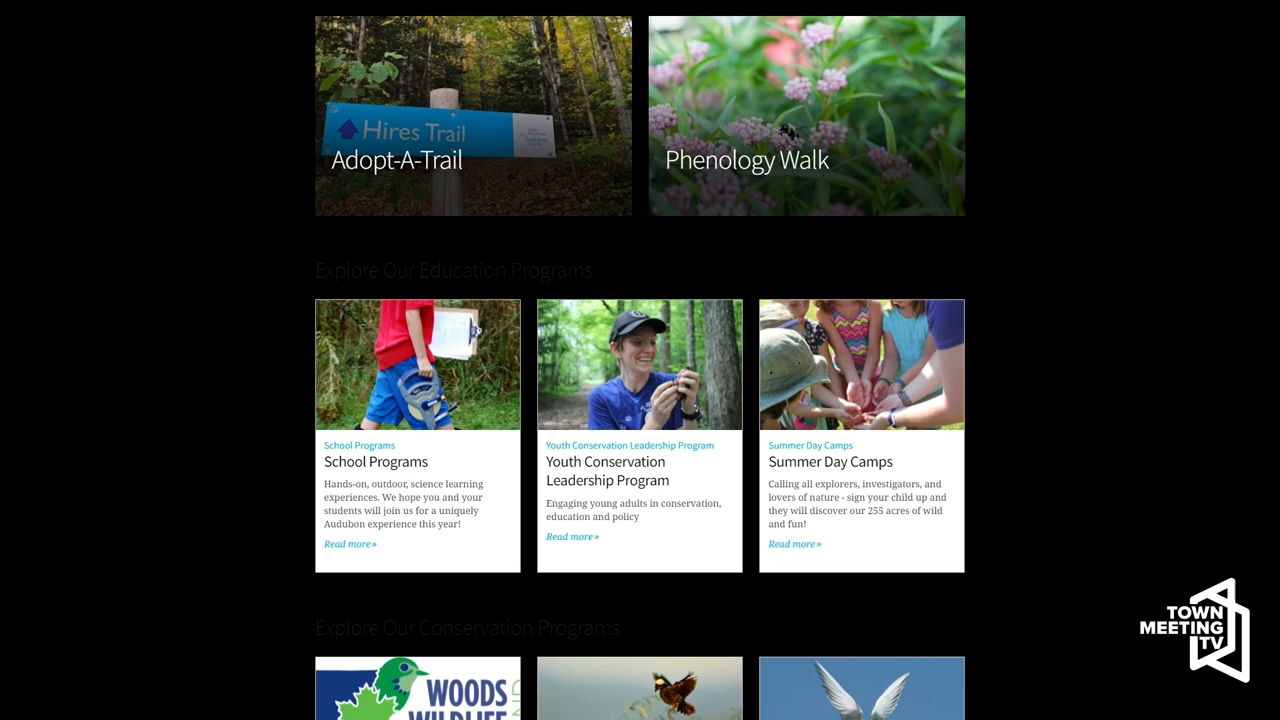 Hires Trail
Adopt-A-Trail
Phenology Walk
Explore Our Education Programs
School Programs
School Programs
Hands-on, outdoor, science learning
experiences. We hope you and your
students will join us for a uniquely
Audubon experience this year!
Read more »
Youth Conservation Leadership Program
Youth Conservation
Leadership Program
Engaging young adults in conservation,
education and policy
Read more »
Summer Day Camps
Summer Day Camps
Calling all explorers, investigators, and
lovers of nature - sign your child up and
they will discover our 255 acres of wild
and fun!
Read more »
Explore Our Conservation Programs
WOODS
WILDLIFE
TOWN
MEETING
TV